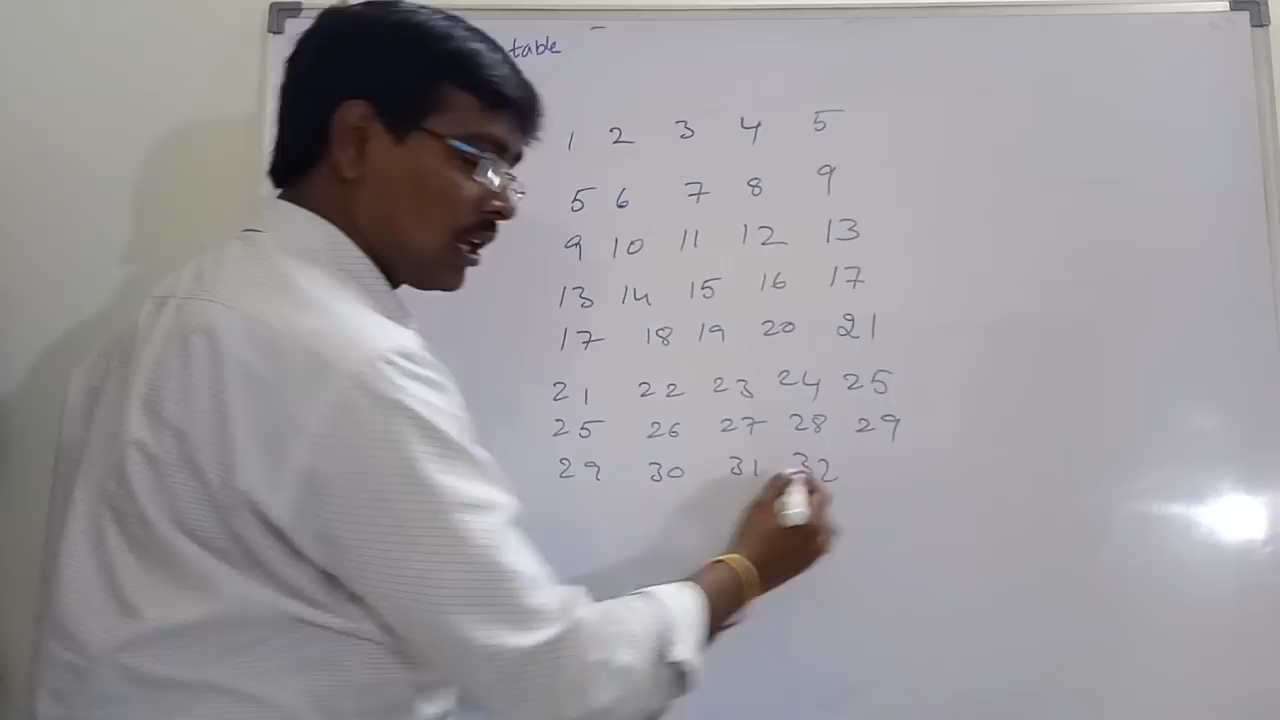 table
1 2 3 4 5
5 6 7 8 9
9 10 11 12 13
13 14 15 16 17
17 18 19 20 21
21 22 23 24 25
25 26 27 28 29
29 30 31 32